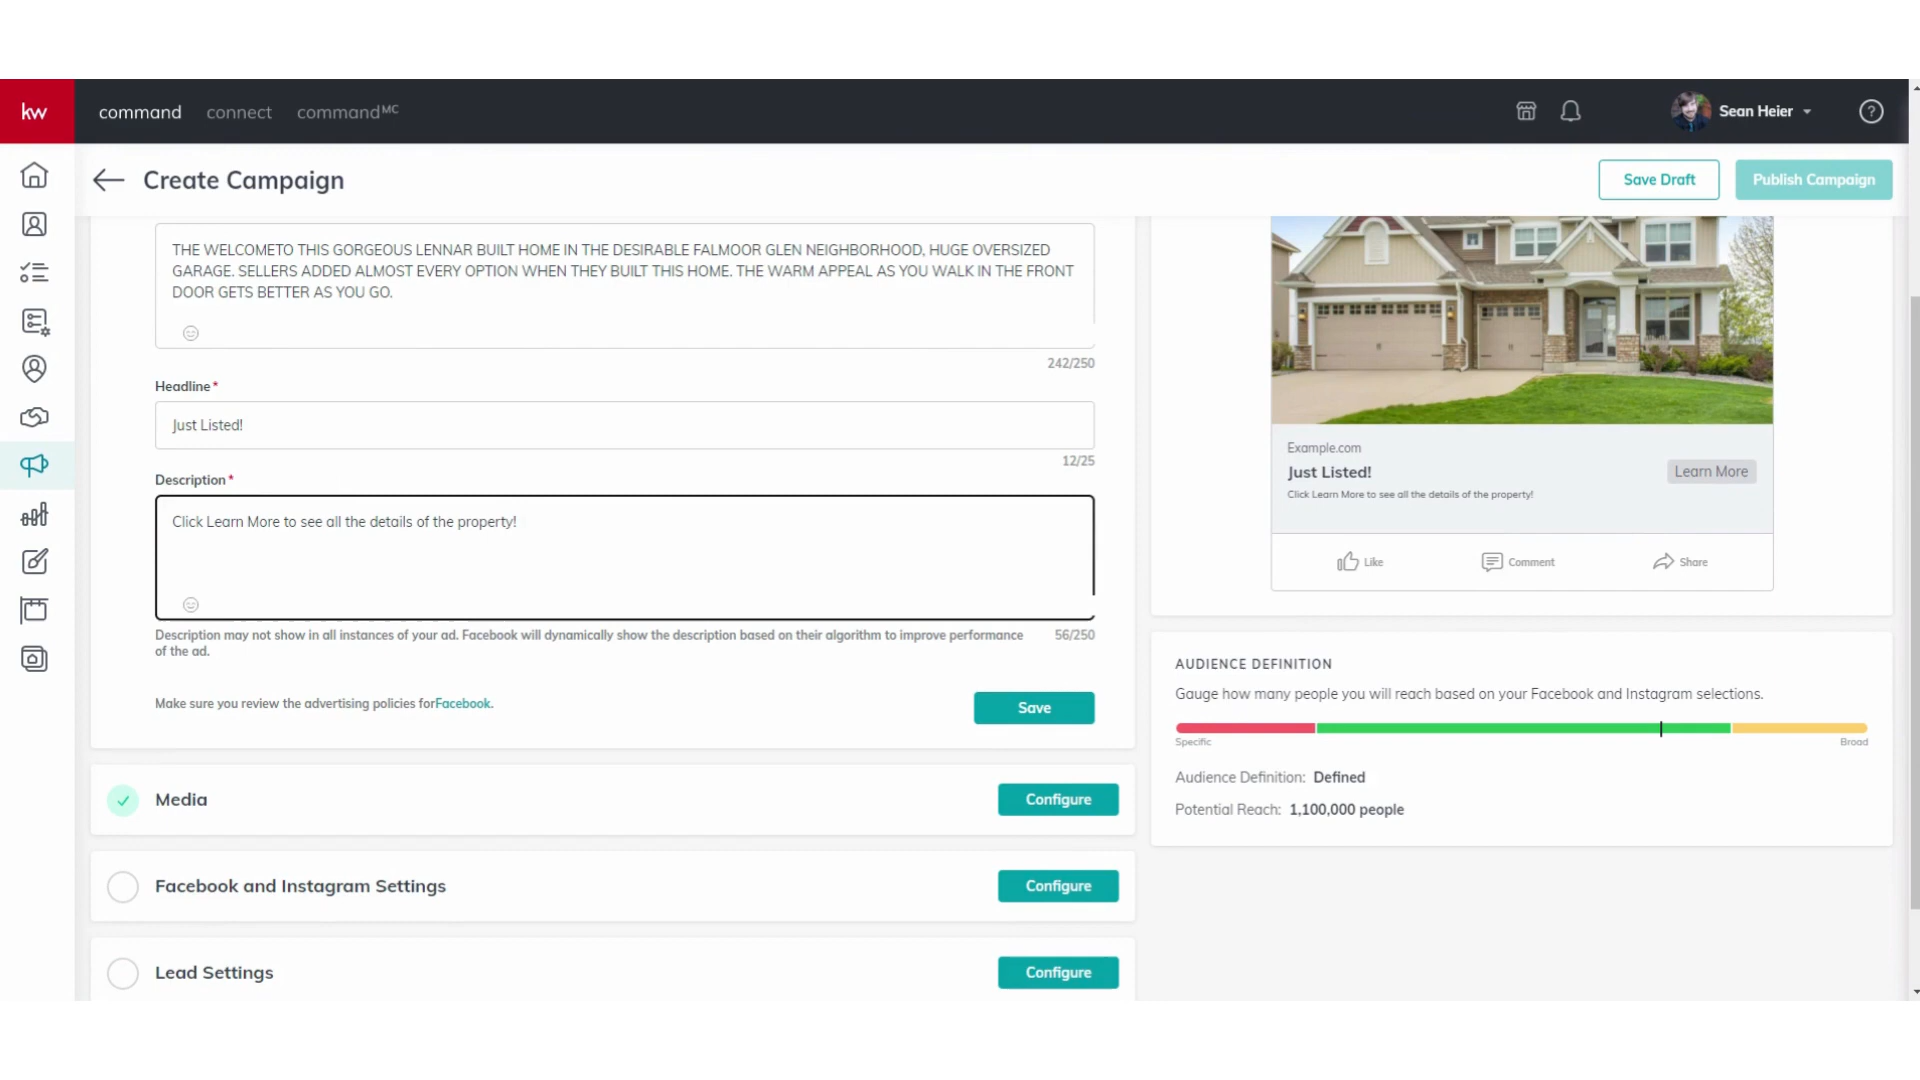 kw
command connect commandMC
Sean Heier
?
Create Campaign
Save Draft
Publish Campaign
THE WELCOMETO THIS GORGEOUS LENNAR BUILT HOME IN THE DESIRABLE FALMOOR GLEN NEIGHBORHOOD, HUGE OVERSIZED
GARAGE. SELLERS ADDED ALMOST EVERY OPTION WHEN THEY BUILT THIS HOME. THE WARM APPEAL AS YOU WALK IN THE FRONT
DOOR GETS BETTER AS YOU GO.
242/250
Headline*
Just Listed!
12/25
Description*
Click Learn More to see all the details of the property!
Description may not show in all instances of your ad. Facebook will dynamically show the description based on their algorithm to improve performance
of the ad.
56/250
Make sure you review the advertising policies forFacebook.
Save
Media
Configure
Facebook and Instagram Settings
Configure
Lead Settings
Configure
Example.com
Just Listed!
Learn More
Click Learn More to see all the details of the property!
Like
Comment
Share
AUDIENCE DEFINITION
Gauge how many people you will reach based on your Facebook and Instagram selections.
Specific
Broad
Audience Definition: Defined
Potential Reach: 1,100,000 people